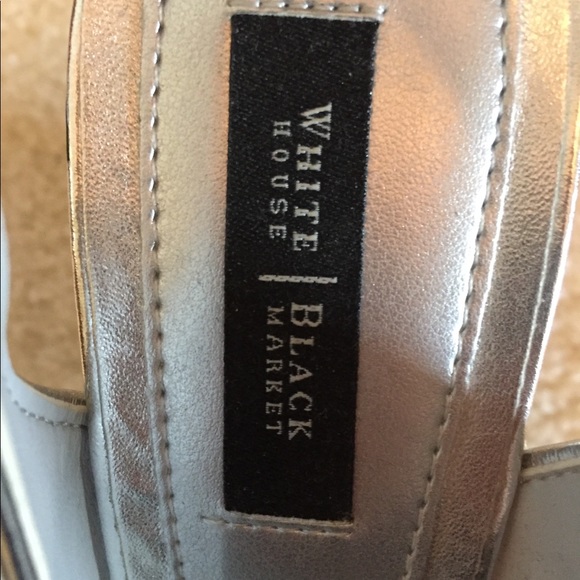 WHITE | BLACK
HOUSE MARKET